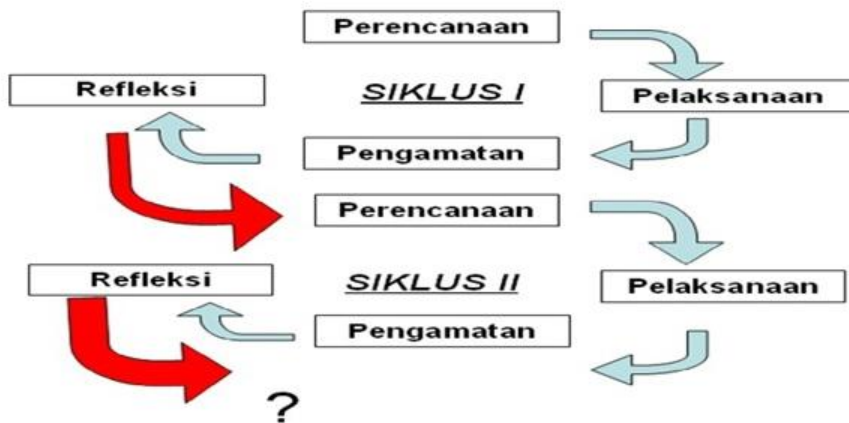 Perencanaan
Refleksi
SIKLUS I
Pelaksanaan
Pengamatan
Perencanaan
Refleksi
SIKLUS II
Pelaksanaan
Pengamatan
?